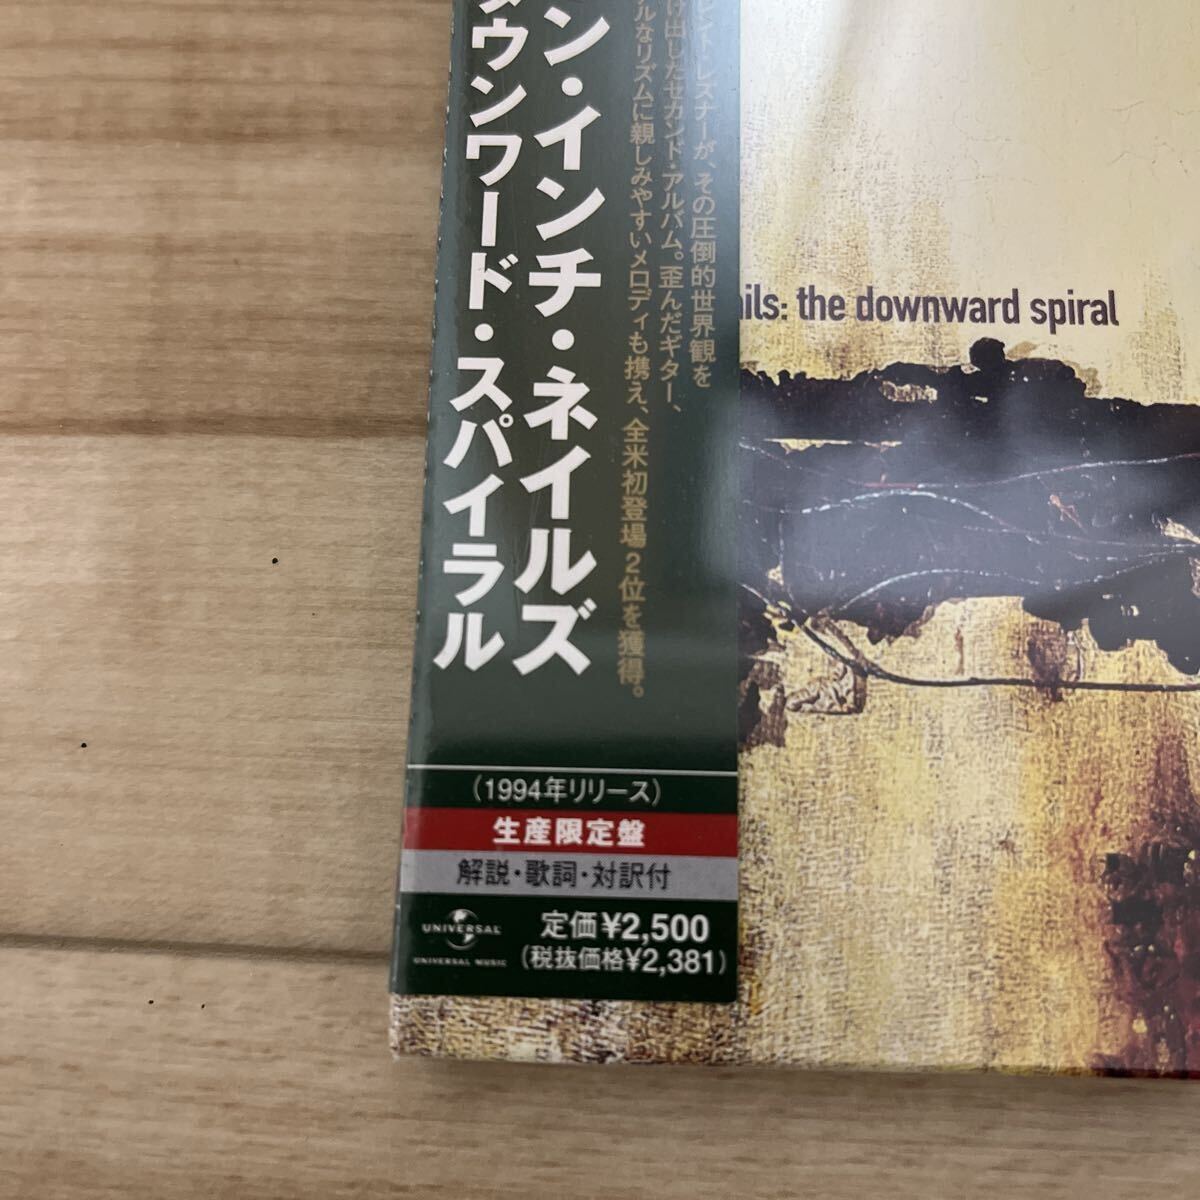 レント・レズナーが、その圧倒的世界観を
け出したセカンド・アルバム。歪んだギター、
ルなリズムに親しみやすいメロディも携え、全米初登場2位を獲得。
ン・インチ・ネイルズ
ダウンワード・スパイラル
ails: the downward spiral
(1994年リリース)
生産限定盤
解説・歌詞・対訳付
UNIVERSAL
UNIVERSAL MUSIC
定価¥2,500
(税抜価格¥2,381)